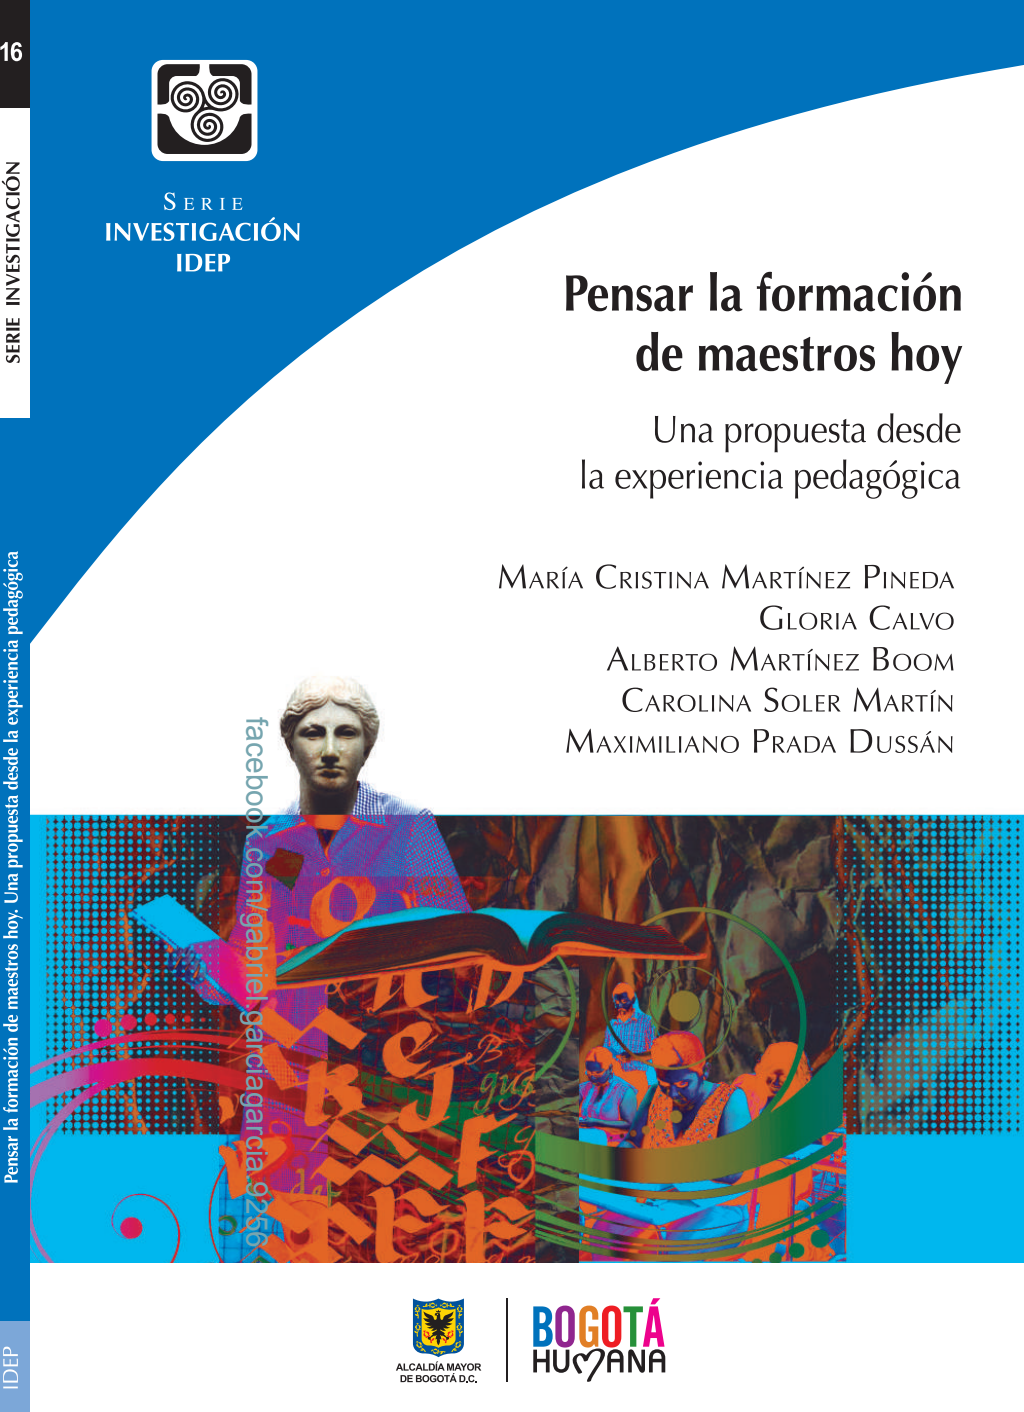 16
SERIE INVESTIGACIÓN
Pensar la formación de maestros hoy. Una propuesta desde la experiencia pedagógica
IDEP
SERIE
INVESTIGACIÓN
IDEP
Pensar la formación
de maestros hoy
Una propuesta desde
la experiencia pedagógica
MARÍA CRISTINA MARTÍNEZ PINEDA
GLORIA CALVO
ALBERTO MARTÍNEZ BOOM
CAROLINA SOLER MARTÍN
MAXIMILIANO PRADA DUSSÁN
facebook.com/gabriel.garciagarcia.9256
ALCALDÍA MAYOR
DE BOGOTÁ D.C.
BOGOTÁ
HUMANA